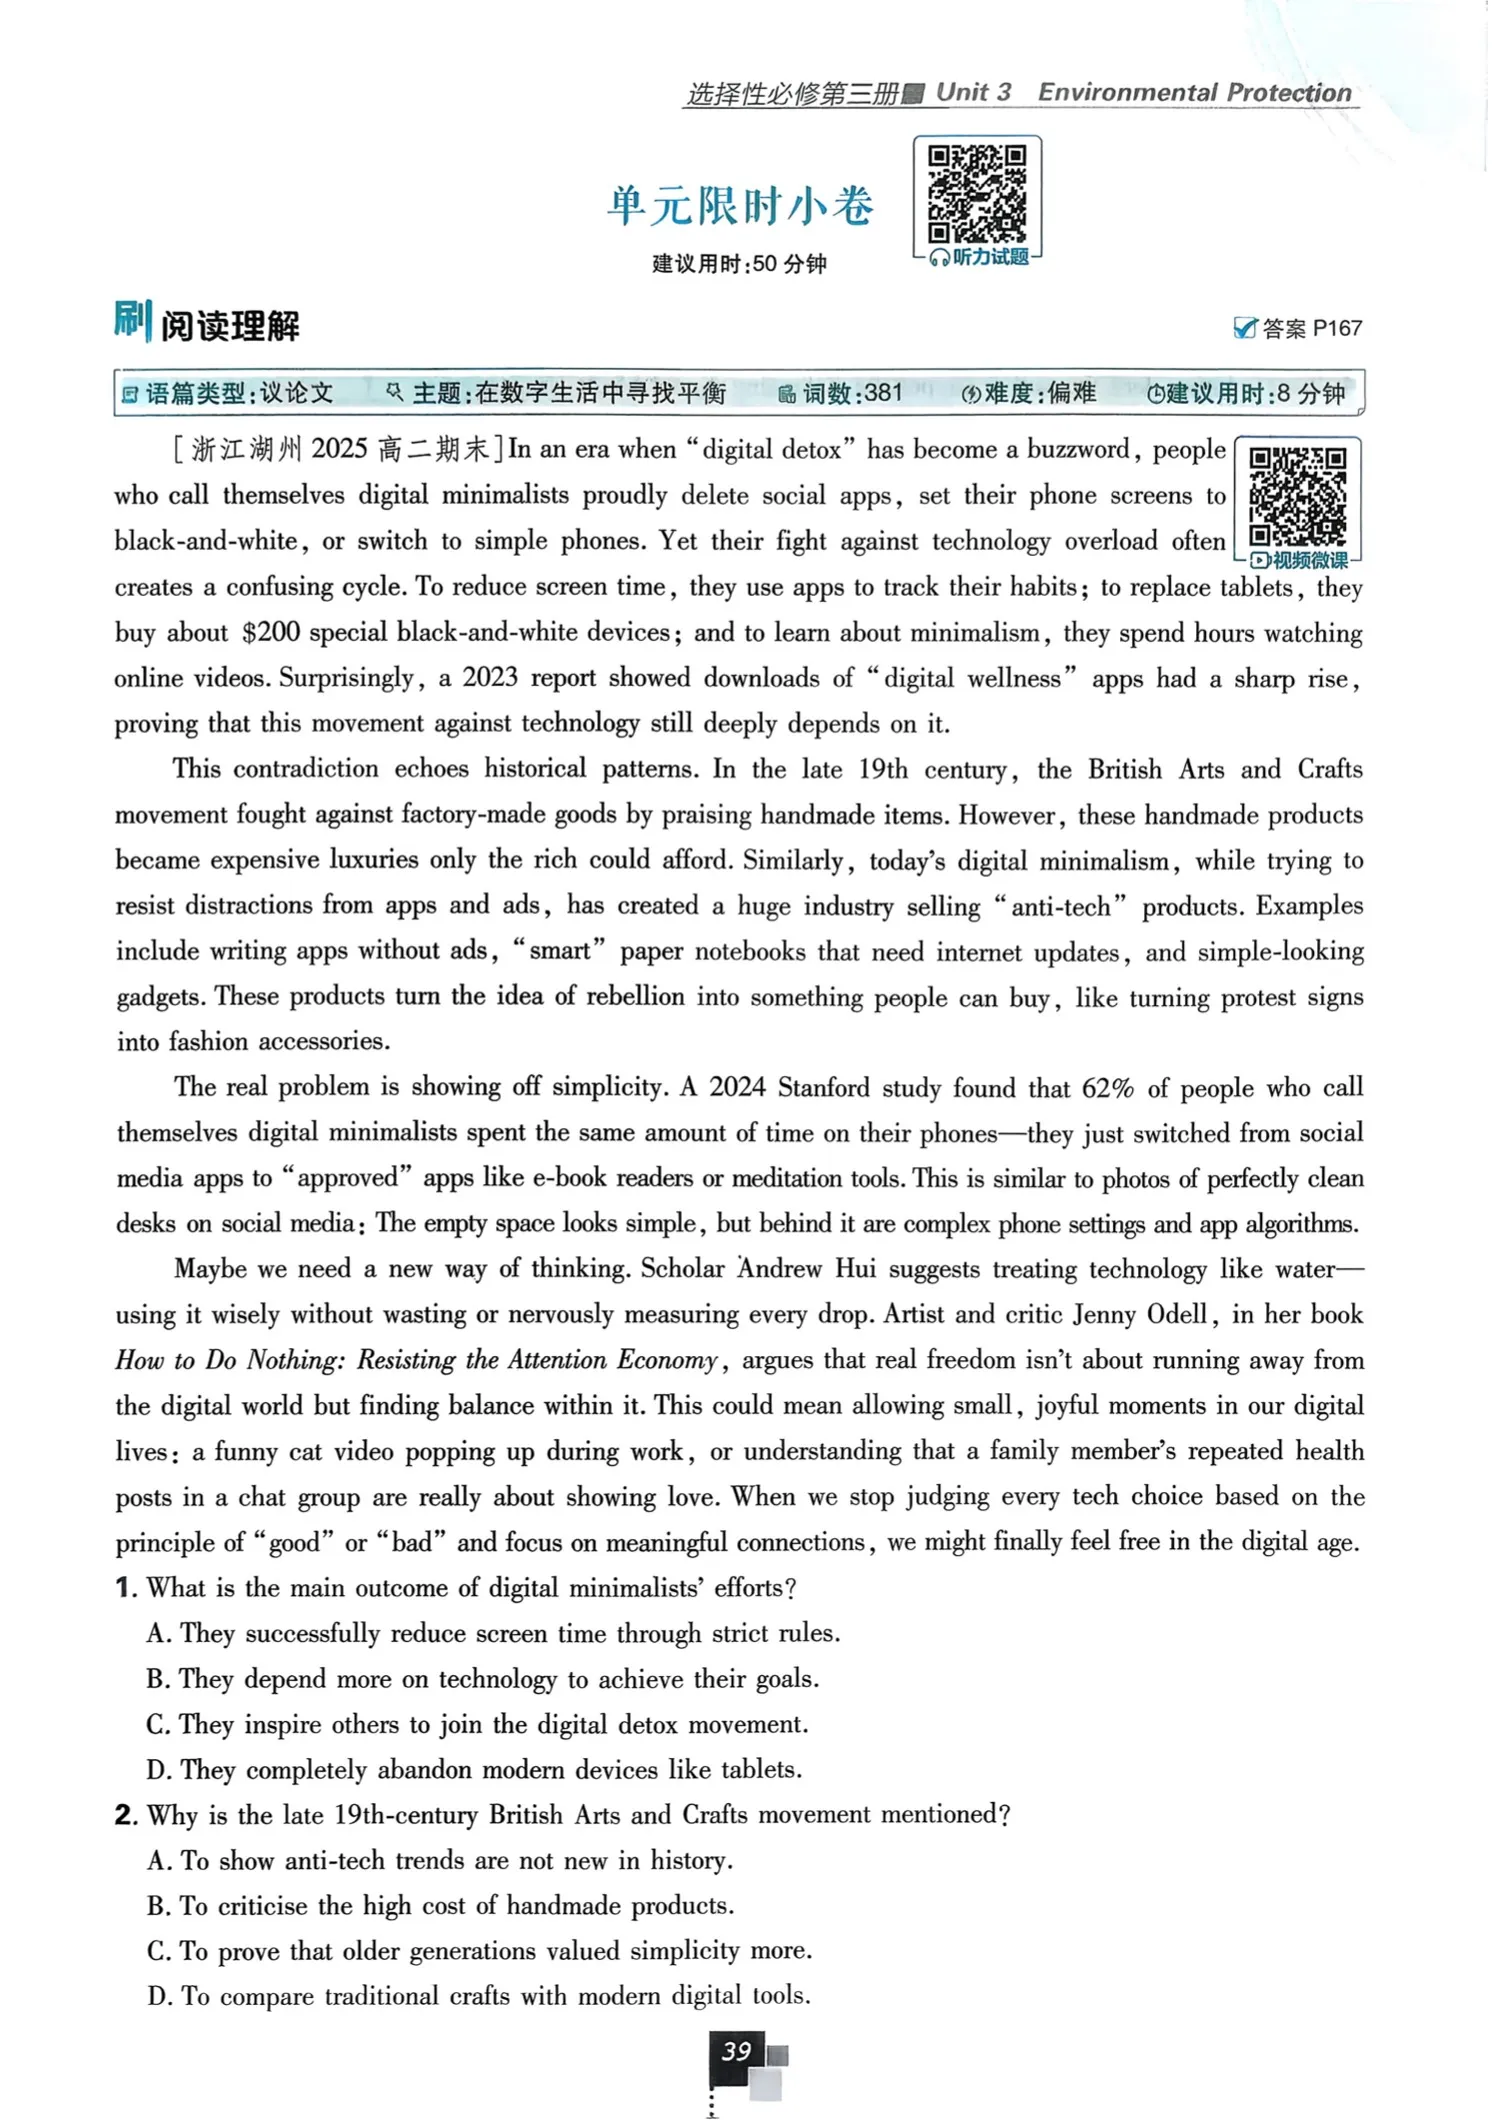 选择性必修第三册 Unit 3 Environmental Protection
单元限时小卷
听力试题
建议用时:50 分钟
刷 阅读理解
答案 P167
语篇类型:议论文 主题:在数字生活中寻找平衡 词数:381 难度:偏难 建议用时:8 分钟
[浙江湖州 2025 高二期末]In an era when “digital detox” has become a buzzword, people
who call themselves digital minimalists proudly delete social apps, set their phone screens to
black-and-white, or switch to simple phones. Yet their fight against technology overload often
视频微课
creates a confusing cycle. To reduce screen time, they use apps to track their habits; to replace tablets, they
buy about $200 special black-and-white devices; and to learn about minimalism, they spend hours watching
online videos. Surprisingly, a 2023 report showed downloads of “digital wellness” apps had a sharp rise,
proving that this movement against technology still deeply depends on it.
This contradiction echoes historical patterns. In the late 19th century, the British Arts and Crafts
movement fought against factory-made goods by praising handmade items. However, these handmade products
became expensive luxuries only the rich could afford. Similarly, today’s digital minimalism, while trying to
resist distractions from apps and ads, has created a huge industry selling “anti-tech” products. Examples
include writing apps without ads, “smart” paper notebooks that need internet updates, and simple-looking
gadgets. These products turn the idea of rebellion into something people can buy, like turning protest signs
into fashion accessories.
The real problem is showing off simplicity. A 2024 Stanford study found that 62% of people who call
themselves digital minimalists spent the same amount of time on their phones—they just switched from social
media apps to “approved” apps like e-book readers or meditation tools. This is similar to photos of perfectly clean
desks on social media: The empty space looks simple, but behind it are complex phone settings and app algorithms.
Maybe we need a new way of thinking. Scholar Andrew Hui suggests treating technology like water—
using it wisely without wasting or nervously measuring every drop. Artist and critic Jenny Odell, in her book
How to Do Nothing: Resisting the Attention Economy, argues that real freedom isn’t about running away from
the digital world but finding balance within it. This could mean allowing small, joyful moments in our digital
lives: a funny cat video popping up during work, or understanding that a family member’s repeated health
posts in a chat group are really about showing love. When we stop judging every tech choice based on the
principle of “good” or “bad” and focus on meaningful connections, we might finally feel free in the digital age.
1. What is the main outcome of digital minimalists’ efforts?
A. They successfully reduce screen time through strict rules.
B. They depend more on technology to achieve their goals.
C. They inspire others to join the digital detox movement.
D. They completely abandon modern devices like tablets.
2. Why is the late 19th-century British Arts and Crafts movement mentioned?
A. To show anti-tech trends are not new in history.
B. To criticise the high cost of handmade products.
C. To prove that older generations valued simplicity more.
D. To compare traditional crafts with modern digital tools.
39